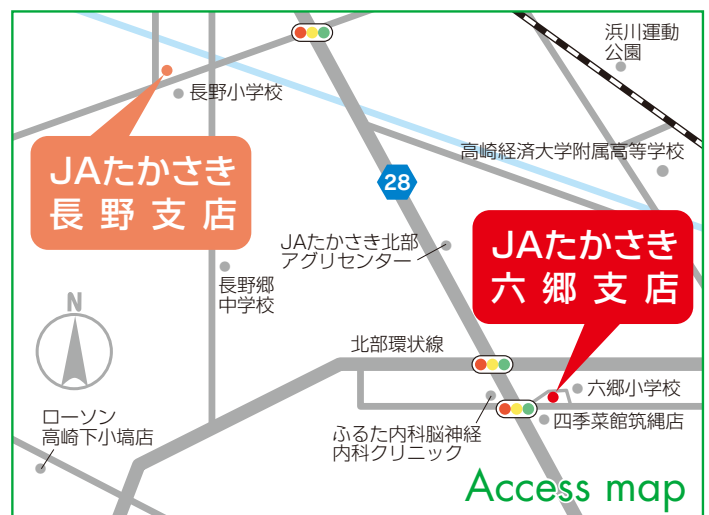 浜川運動
公園
長野小学校
JAたかさき
長野支店
高崎経済大学附属高等学校
28
JAたかさき北部
アグリセンター
JAたかさき
六郷支店
長野郷
中学校
N
北部環状線
六郷小学校
四季菜館筑縄店
ローソン
高崎下小塙店
ふるた内科脳神経
内科クリニック
Access map